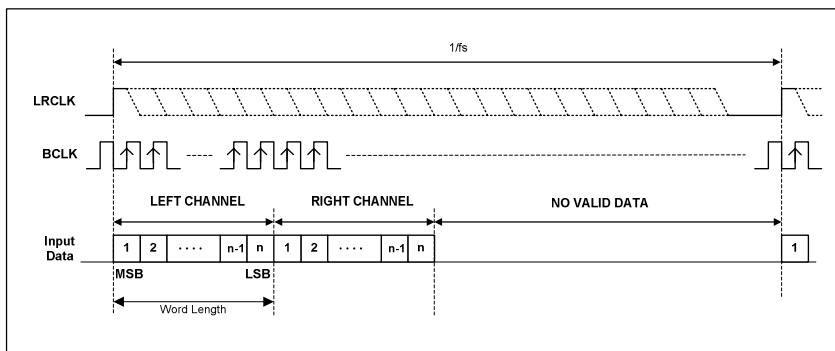 1/fs
LRCLK
BCLK
LEFT CHANNEL RIGHT CHANNEL NO VALID DATA
Input Data 1 2 · · · · n-1 n 1 2 · · · · n-1 n 1
MSB LSB
Word Length